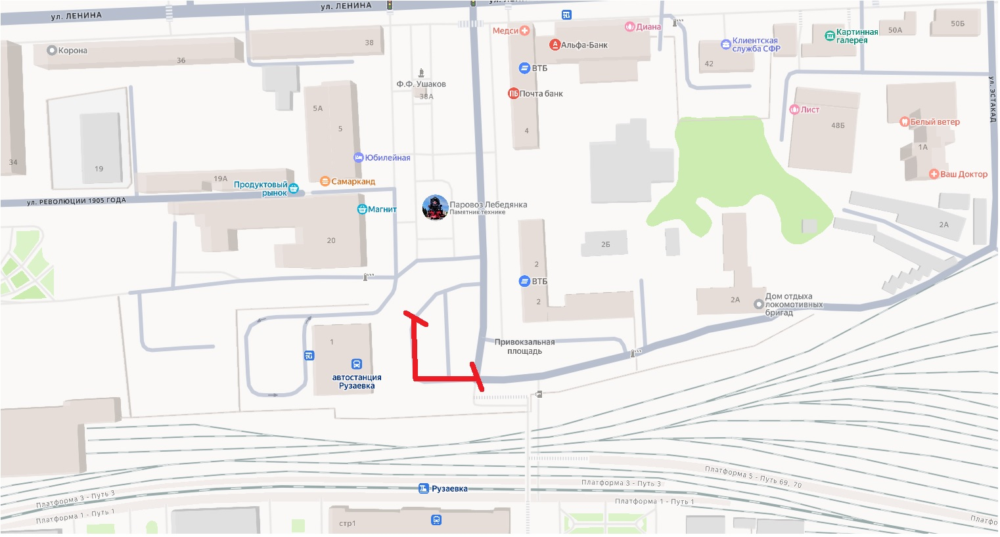 ул. ЛЕНИНА
ул. ЛЕНИНА
Корона
36
38
Ф.Ф. Ушаков
38А
Медси
Альфа-Банк
Диана
ВТБ
Почта банк
4
42
Клиентская
служба СФР
Картинная
галерея
50А
50Б
ул. ЭСТАКАД
Лист
48Б
Белый ветер
1А
Ваш Доктор
34
19
5А
5
Юбилейная
19А
Продуктовый
рынок
Самарканд
ул. РЕВОЛЮЦИИ 1905 ГОДА
Магнит
Паровоз Лебедянка
Памятник технике
20
2
2Б
2А
ВТБ
2
2А
Дом отдыха
локомотивных
бригад
1
Привокзальная
площадь
автостанция
Рузаевка
Платформа 3 - Путь 3
Платформа 1 - Путь 1
Рузаевка
Платформа 3 - Путь 3
Платформа 1 - Путь 1
Платформа 5 - Путь 69, 70
стр1